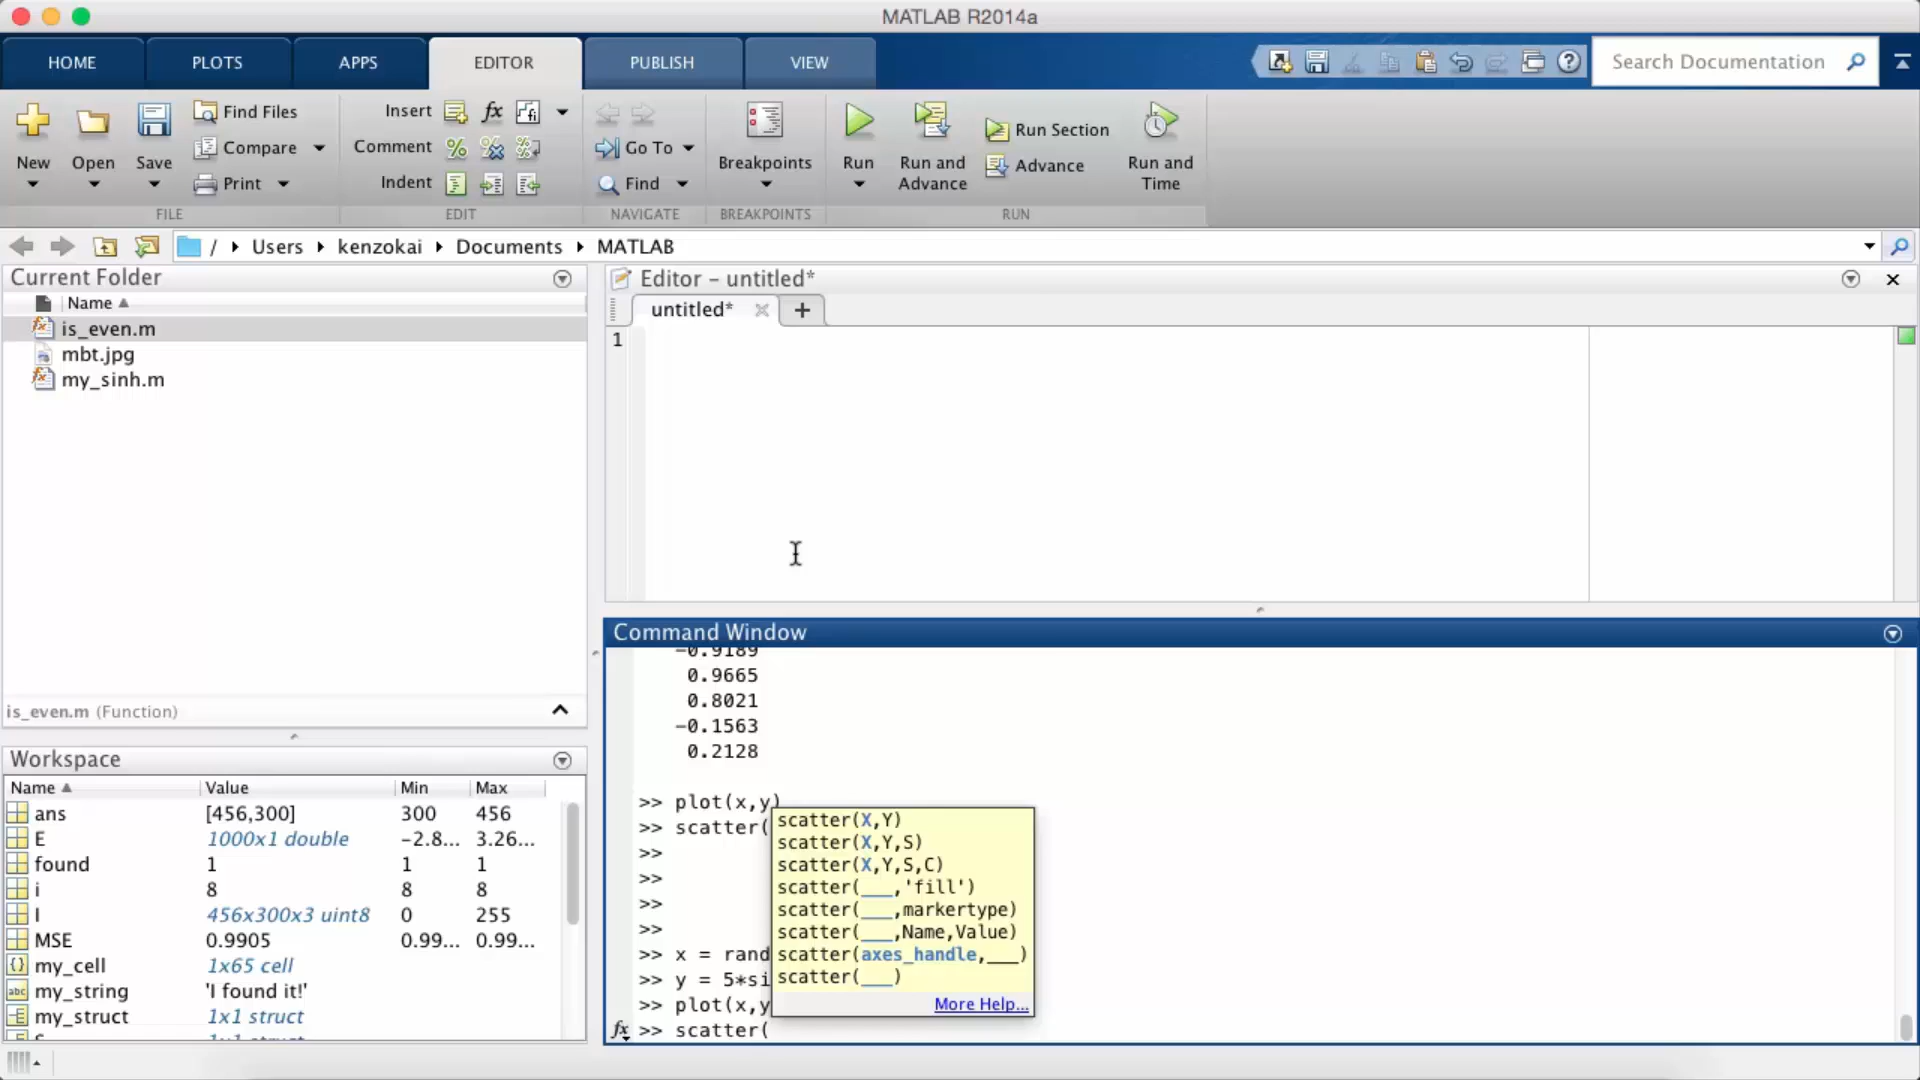 MATLAB R2014a
HOME
PLOTS
APPS
EDITOR
PUBLISH
VIEW
Search Documentation
New
Open
Save
Find Files
Compare
Print
FILE
Insert
Comment
Indent
EDIT
Go To
Find
NAVIGATE
Breakpoints
BREAKPOINTS
Run
Run and Advance
Run Section
Advance
Run and Time
RUN
/ Users kenzokai Documents MATLAB
Current Folder
Name
is_even.m
mbt.jpg
my_sinh.m
is_even.m (Function)
Workspace
Name Value Min Max
ans [456,300] 300 456
E 1000x1 double -2.8... 3.26...
found 1 1 1
i 8 8 8
I 456x300x3 uint8 0 255
MSE 0.9905 0.99... 0.99...
my_cell 1x65 cell
my_string 'I found it!'
my_struct 1x1 struct
Editor – untitled*
untitled*
1
Command Window
-0.9189
0.9665
0.8021
-0.1563
0.2128
>> plot(x,y)
>> scatter(
>>
>>
>>
>>
>> x = rand
>> y = 5*si
>> plot(x,y
fx >> scatter(
scatter(X,Y)
scatter(X,Y,S)
scatter(X,Y,S,C)
scatter(___,'fill')
scatter(___,markertype)
scatter(___,Name,Value)
scatter(axes_handle,___)
scatter(___)
More Help...